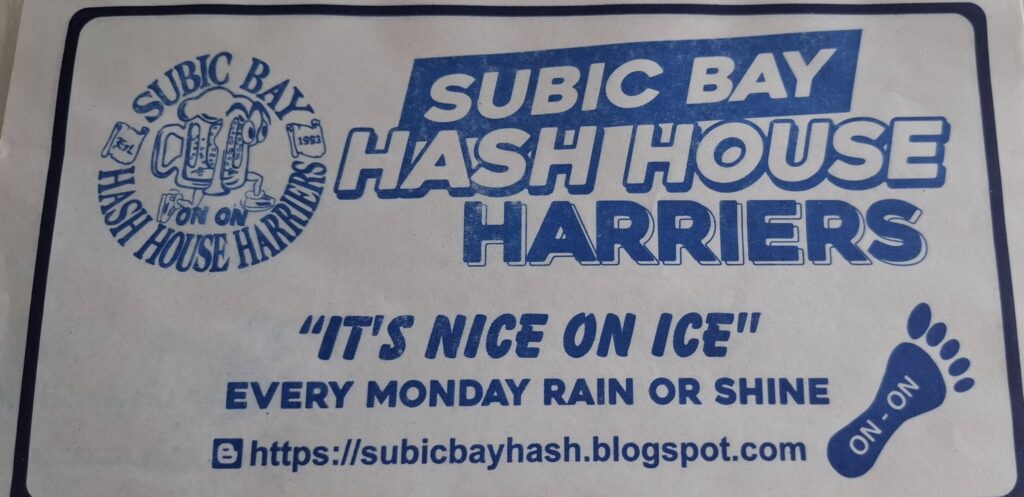 SUBIC BAY
Est.
1993
ON ON
HASH HOUSE HARRIERS
SUBIC BAY
HASH HOUSE
HARRIERS
"IT'S NICE ON ICE"
EVERY MONDAY RAIN OR SHINE
https://subicbayhash.blogspot.com
ON - ON